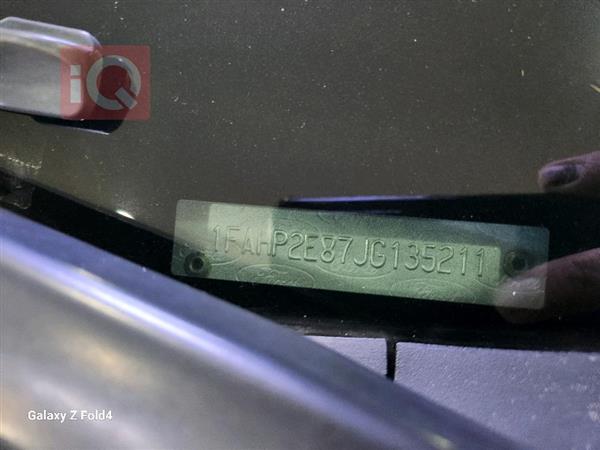 iQ
1FAHP2E87JG135211
Galaxy Z Fold4